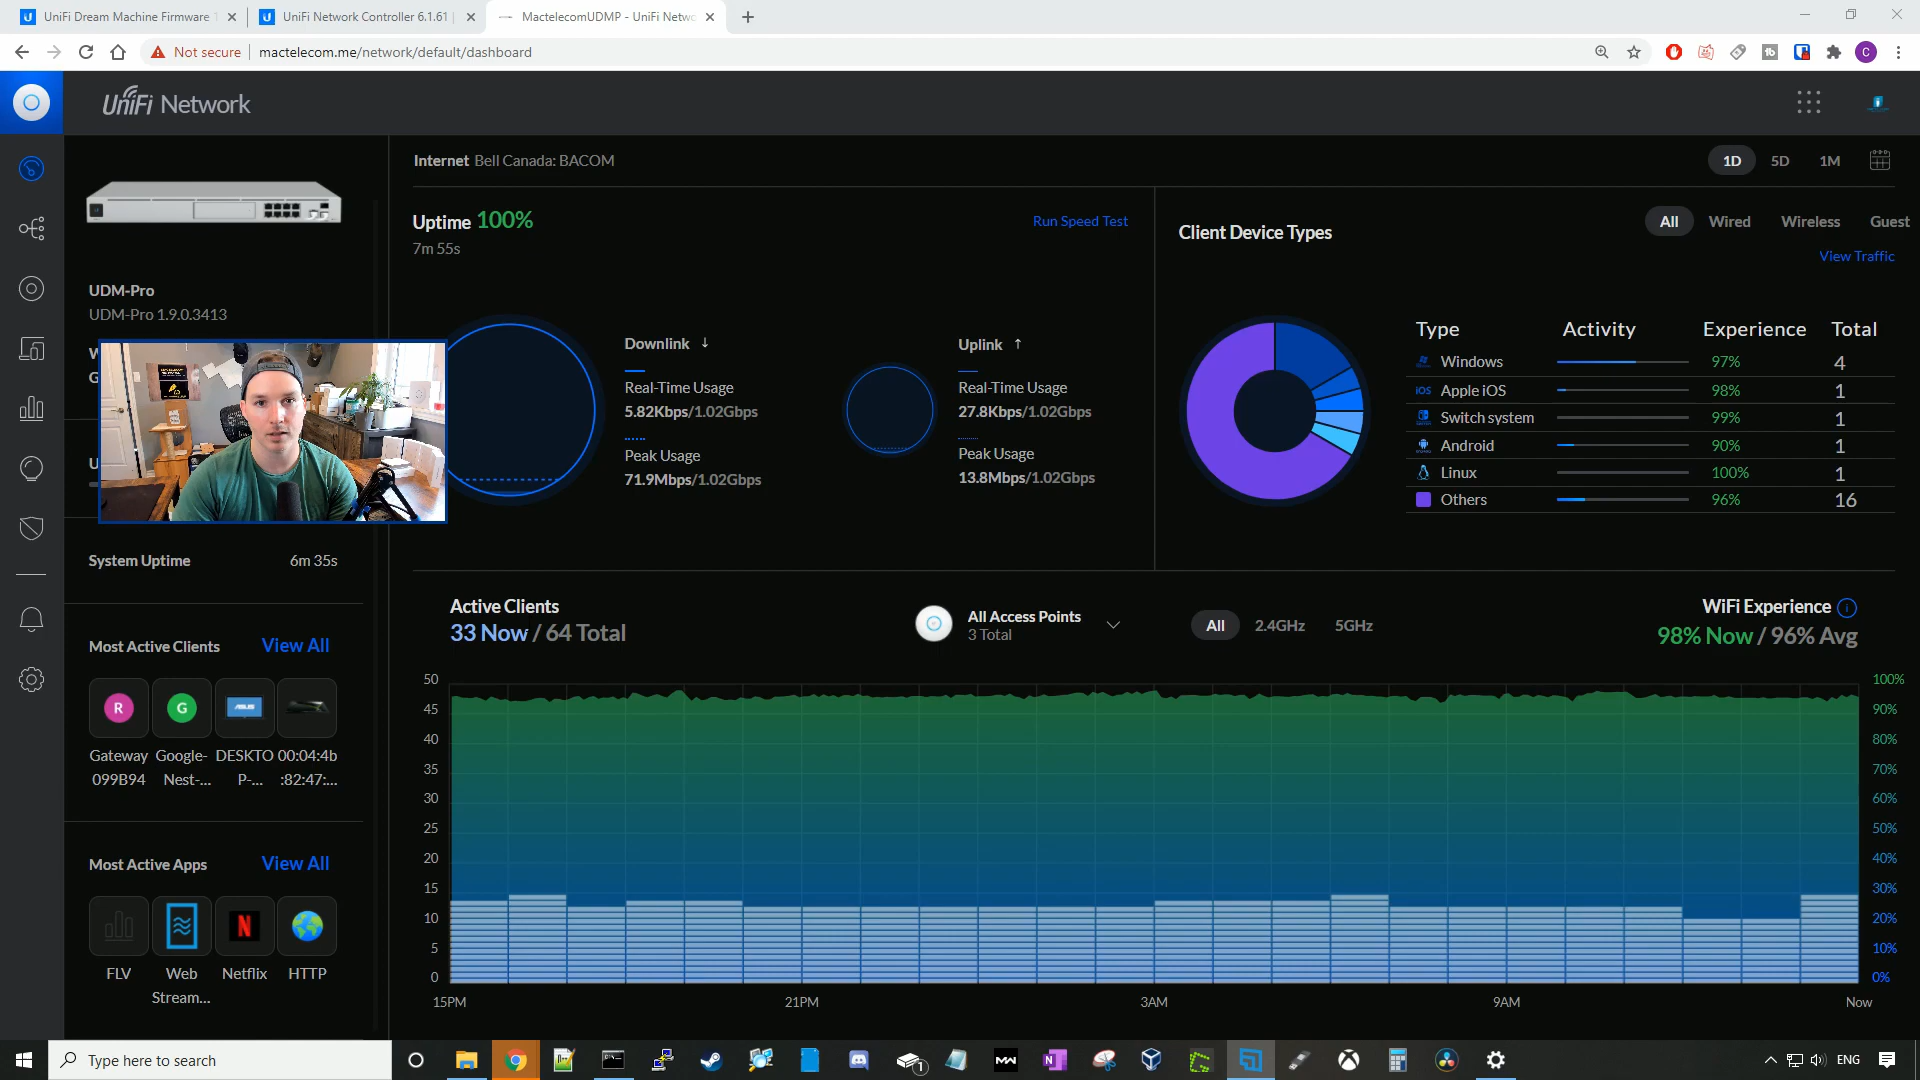 UniFi Dream Machine Firmware 1
UniFi Network Controller 6.1.61 |
MactelecomUDMP - UniFi Netwo
Not secure
mactelecom.me/network/default/dashboard
UniFi Network
Internet Bell Canada: BACOM
1D 5D 1M
UDM-Pro
UDM-Pro 1.9.0.3413
W
G
U
System Uptime 6m 35s
Most Active Clients View All
R
G
Gateway
099B94
Google-
Nest-...
DESKTO
P-...
00:04:4b
:82:47:...
Most Active Apps View All
N
FLV
Web
Stream...
Netflix
HTTP
Uptime 100%
7m 55s
Run Speed Test
Downlink ↓
Real-Time Usage
5.82Kbps/1.02Gbps
Peak Usage
71.9Mbps/1.02Gbps
Uplink ↑
Real-Time Usage
27.8Kbps/1.02Gbps
Peak Usage
13.8Mbps/1.02Gbps
Client Device Types
All Wired Wireless Guest
View Traffic
Type Activity Experience Total
Windows 97% 4
iOS Apple iOS 98% 1
Switch system 99% 1
Android 90% 1
Linux 100% 1
Others 96% 16
Active Clients
33 Now / 64 Total
All Access Points
3 Total
All 2.4GHz 5GHz
WiFi Experience
98% Now / 96% Avg
50 100%
45 90%
40 80%
35 70%
30 60%
25 50%
20 40%
15 30%
10 20%
5 10%
0 0%
15PM 21PM 3AM 9AM Now
Type here to search
1
MW
N
ENG